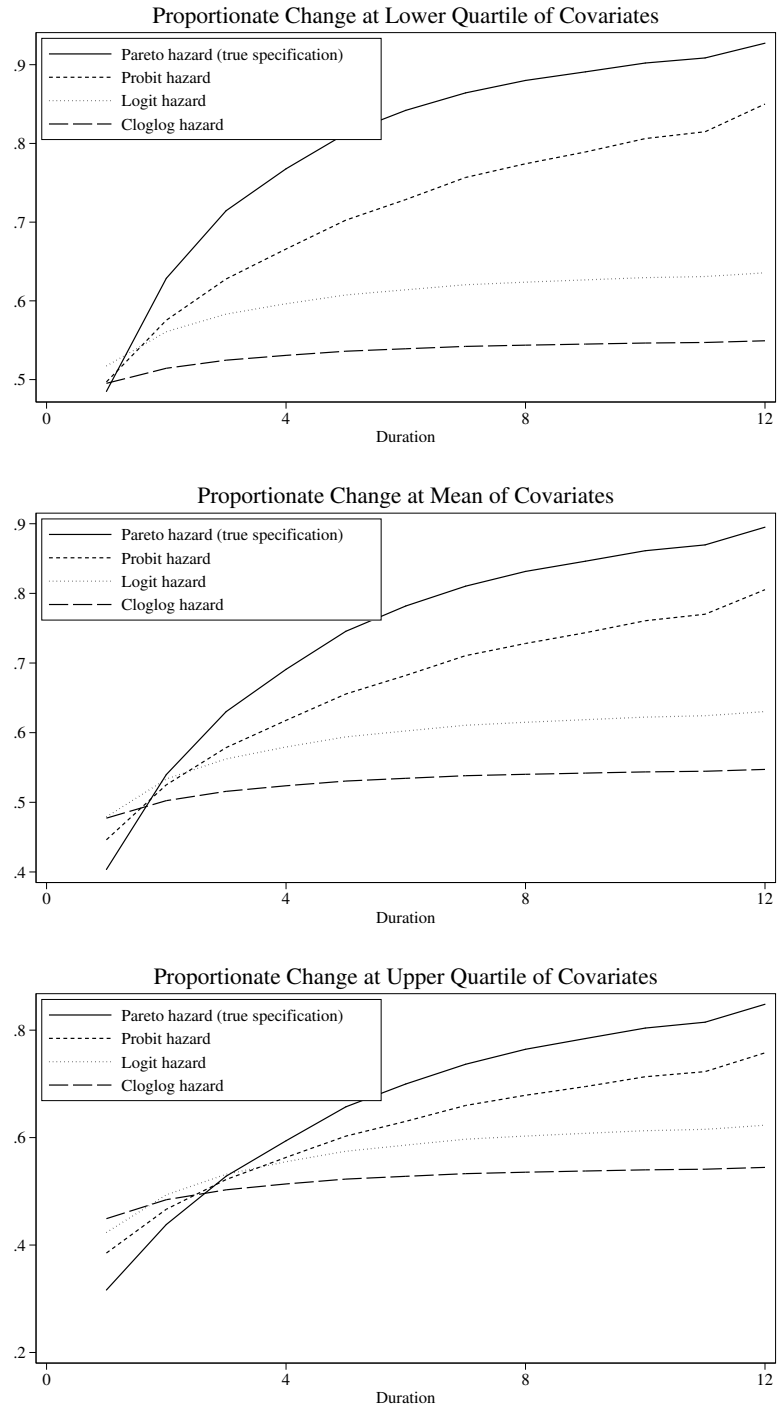 Proportionate Change at Lower Quartile of Covariates
Pareto hazard (true specification)
Probit hazard
Logit hazard
Cloglog hazard
.9
.8
.7
.6
.5
0 4 8 12
Duration
Proportionate Change at Mean of Covariates
Pareto hazard (true specification)
Probit hazard
Logit hazard
Cloglog hazard
.9
.8
.7
.6
.5
.4
0 4 8 12
Duration
Proportionate Change at Upper Quartile of Covariates
Pareto hazard (true specification)
Probit hazard
Logit hazard
Cloglog hazard
.8
.6
.4
.2
0 4 8 12
Duration